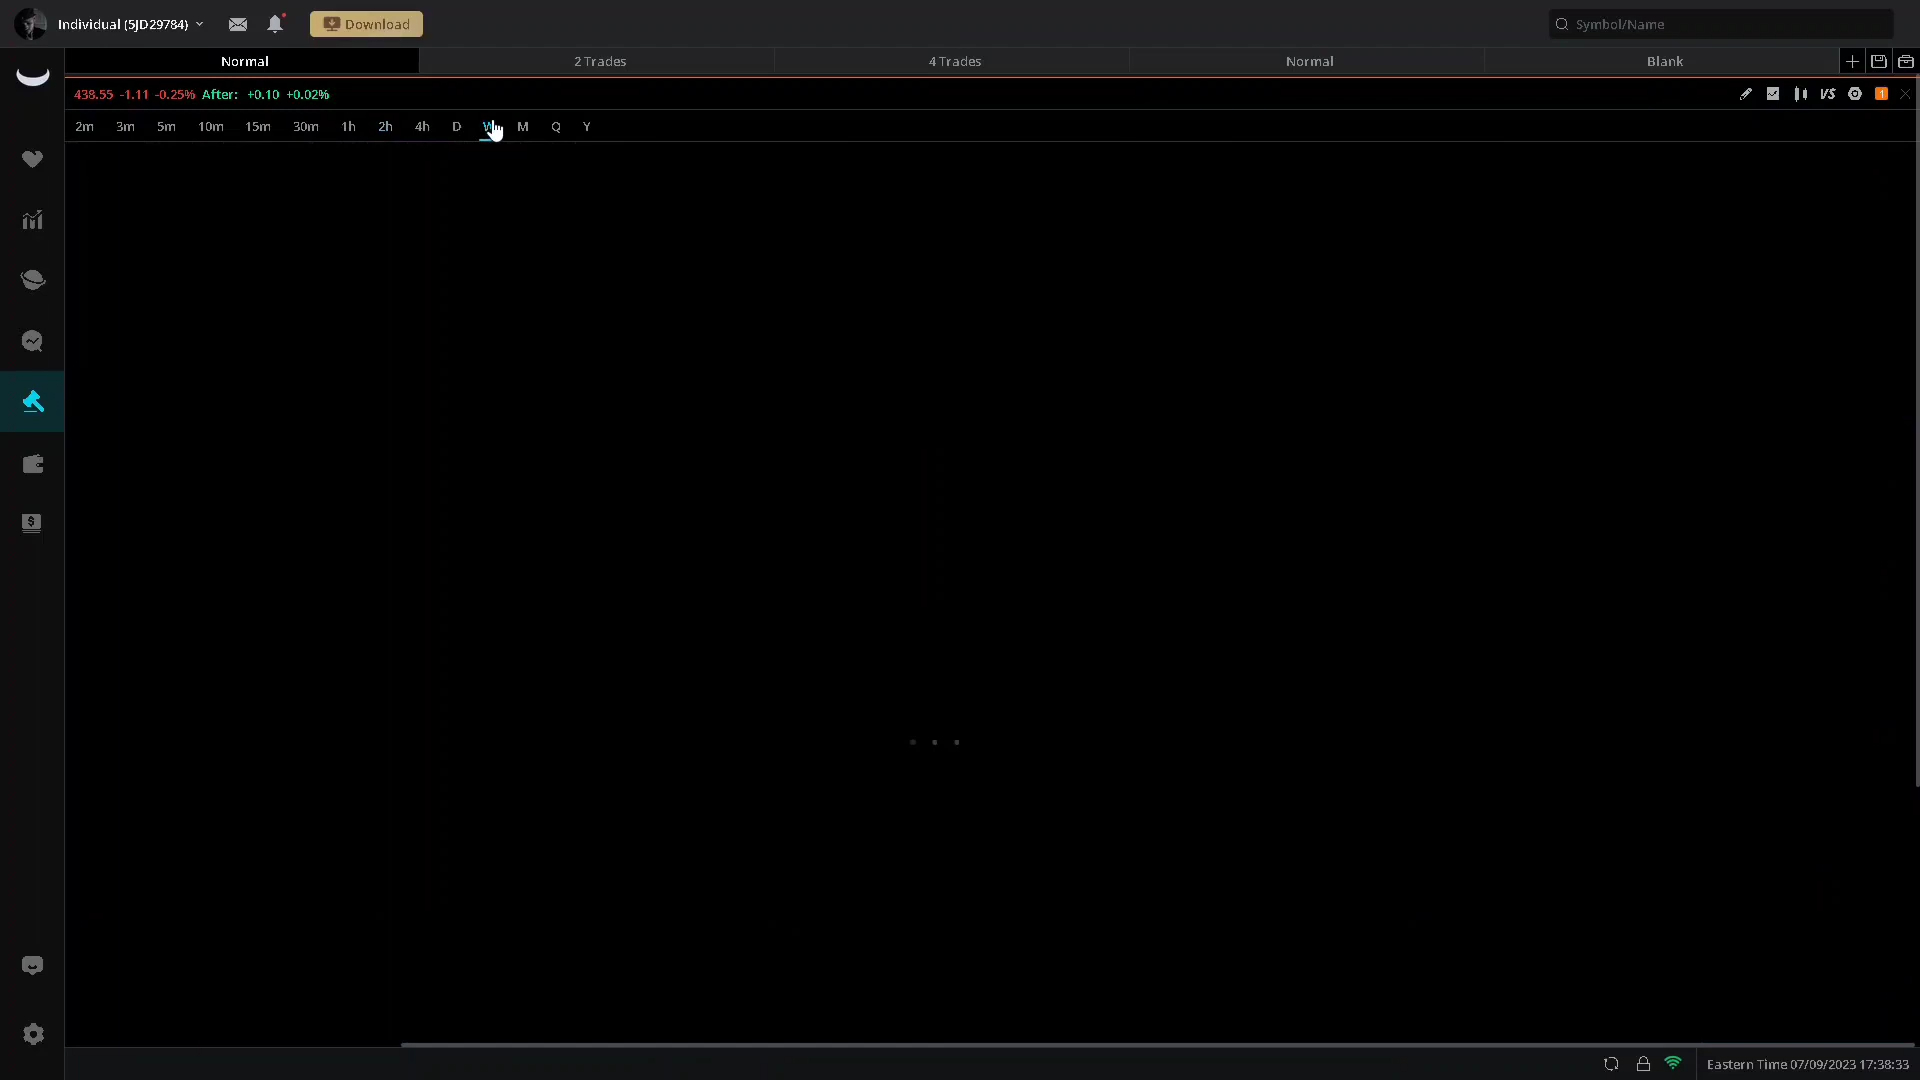 Individual (5JD29784) Download Symbol/Name
Normal 2 Trades 4 Trades Normal Blank
438.55 -1.11 -0.25% After: +0.10 +0.02% VS 1
2m 3m 5m 10m 15m 30m 1h 2h 4h D W M Q Y
Eastern Time 07/09/2023 17:38:33